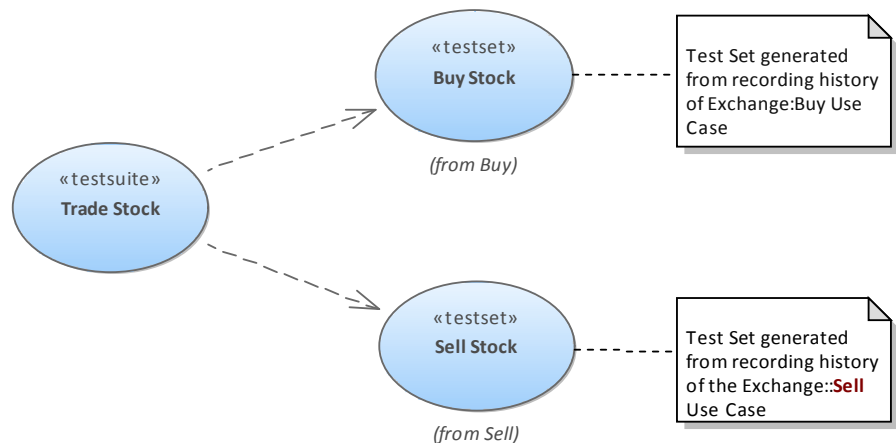 «testset»
Buy Stock
(from Buy)
Test Set generated
from recording history
of Exchange:Buy Use
Case
«testsuite»
Trade Stock
«testset»
Sell Stock
(from Sell)
Test Set generated
from recording history
of the Exchange::Sell
Use Case